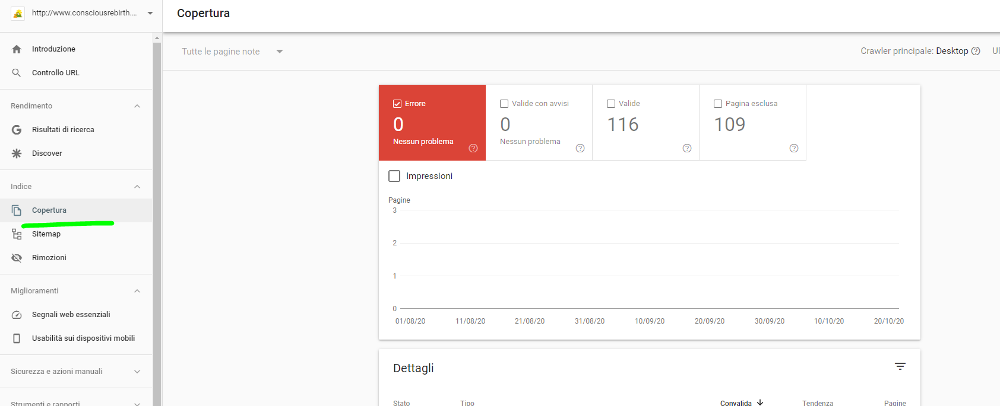 http://www.consciousrebirth....
Copertura
Introduzione
Controllo URL
Rendimento
Risultati di ricerca
Discover
Indice
Copertura
Sitemap
Rimozioni
Miglioramenti
Segnali web essenziali
Usabilità sui dispositivi mobili
Sicurezza e azioni manuali
Strumenti e rapporti
Tutte le pagine note
Crawler principale: Desktop
Ul
Errore
0
Nessun problema
Valide con avvisi
0
Nessun problema
Valide
116
Pagina esclusa
109
Impressioni
Pagine
3
2
1
0
01/08/20 11/08/20 21/08/20 31/08/20 10/09/20 20/09/20 30/09/20 10/10/20 20/10/20
Dettagli
Stato Tipo Convalida Tendenza Pagine